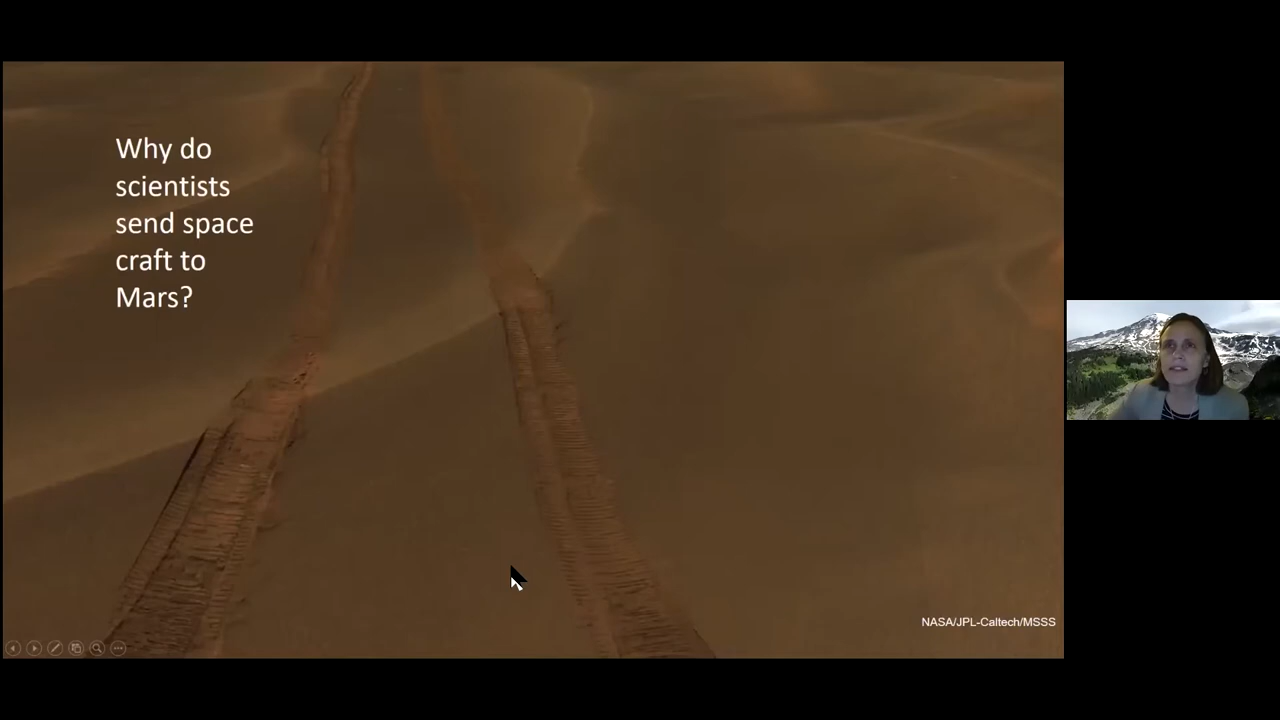 Why do
scientists
send space
craft to
Mars?
NASA/JPL-Caltech/MSSS